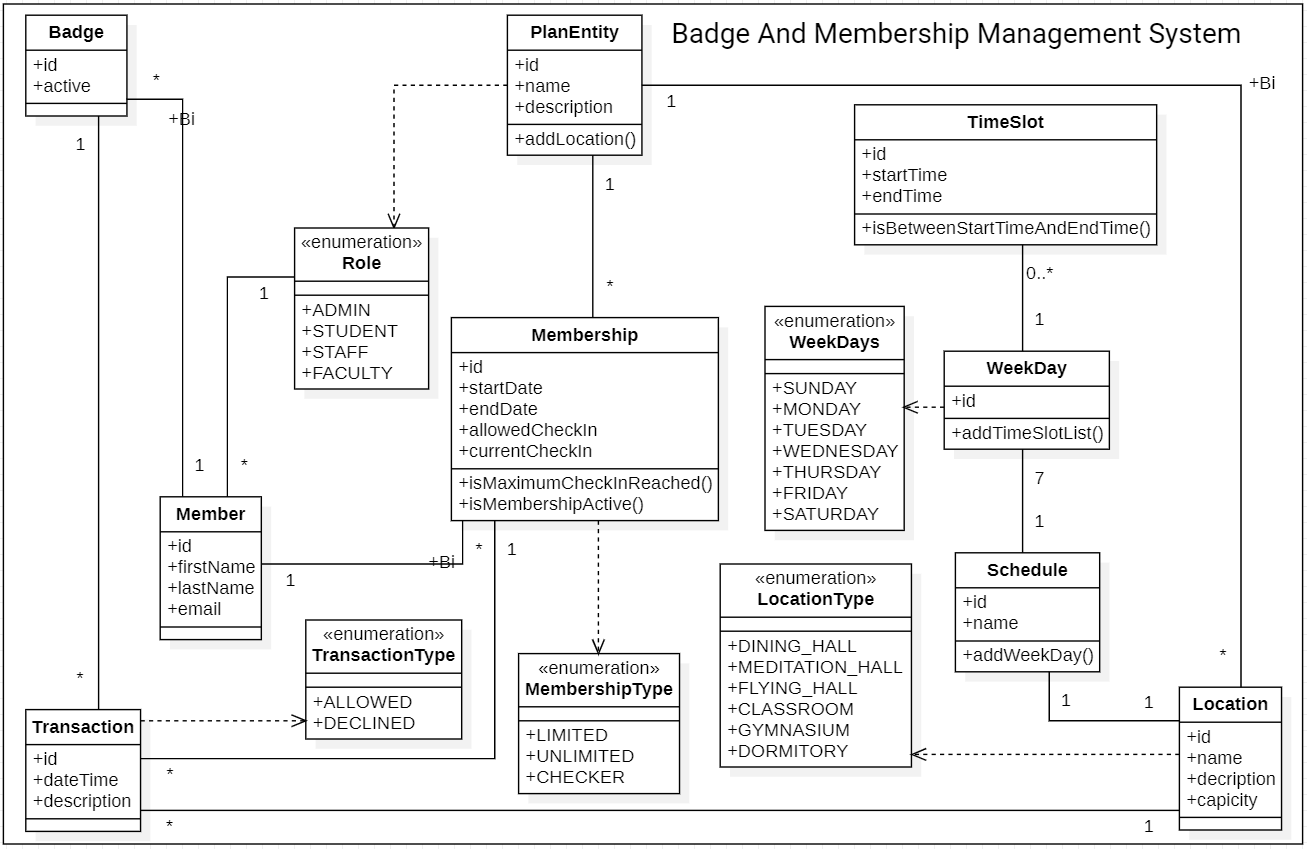 Badge And Membership Management System
Badge
+id
+active
*
+Bi
1
PlanEntity
+id
+name
+description
+addLocation()
1
+Bi
1
*
TimeSlot
+id
+startTime
+endTime
+isBetweenStartTimeAndEndTime()
0..*
1
«enumeration»
Role
+ADMIN
+STUDENT
+STAFF
+FACULTY
1
*
1
Membership
+id
+startDate
+endDate
+allowedCheckIn
+currentCheckIn
+isMaximumCheckInReached()
+isMembershipActive()
«enumeration»
WeekDays
+SUNDAY
+MONDAY
+TUESDAY
+WEDNESDAY
+THURSDAY
+FRIDAY
+SATURDAY
WeekDay
+id
+addTimeSlotList()
7
1
Member
+id
+firstName
+lastName
+email
1
+Bi
*
1
Schedule
+id
+name
+addWeekDay()
1
1
«enumeration»
TransactionType
+ALLOWED
+DECLINED
«enumeration»
MembershipType
+LIMITED
+UNLIMITED
+CHECKER
«enumeration»
LocationType
+DINING_HALL
+MEDITATION_HALL
+FLYING_HALL
+CLASSROOM
+GYMNASIUM
+DORMITORY
*
Location
+id
+name
+decription
+capicity
*
Transaction
+id
+dateTime
+description
*
*
1